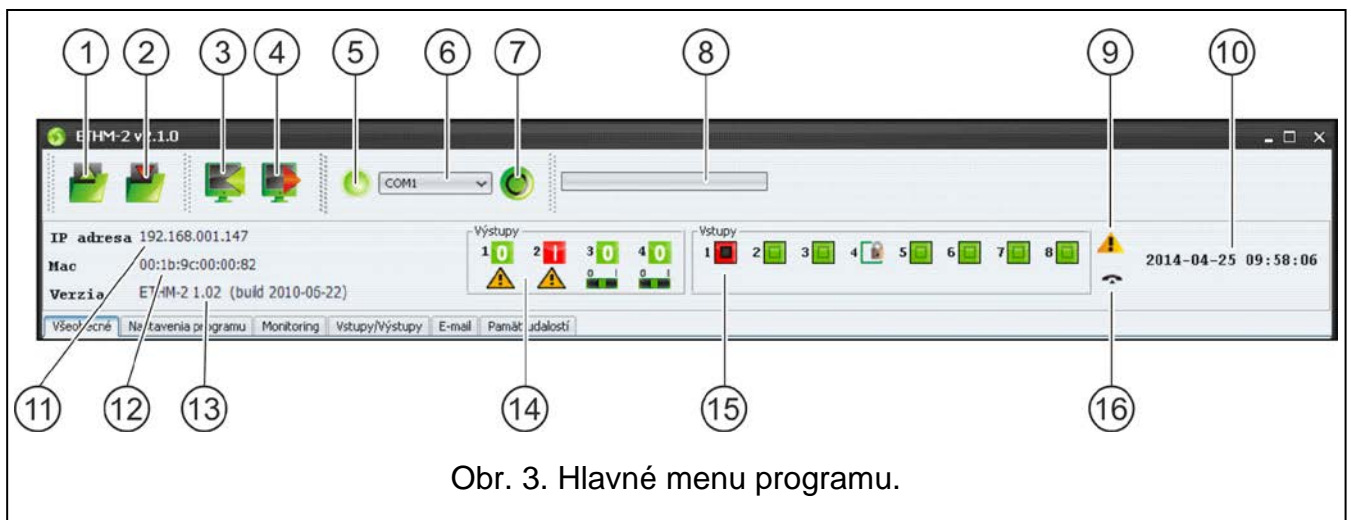 1 2 3 4 5 6 7 8 9 10
ETHM-2 v2.1.0
COM1
IP adresa 192.168.001.147
Mac 00:1b:9c:00:00:82
Verzia ETHM-2 1.02 (build 2010-06-22)
Výstupy
1 0 2 I 3 0 4 0
0 I 0 I
Vstupy
1 2 3 4 5 6 7 8
2014-04-25 09:58:06
Všeobecné Nastavenia programu Monitoring Vstupy/Výstupy E-mail Pamäť udalostí
11 12 13 14 15 16
Obr. 3. Hlavné menu programu.